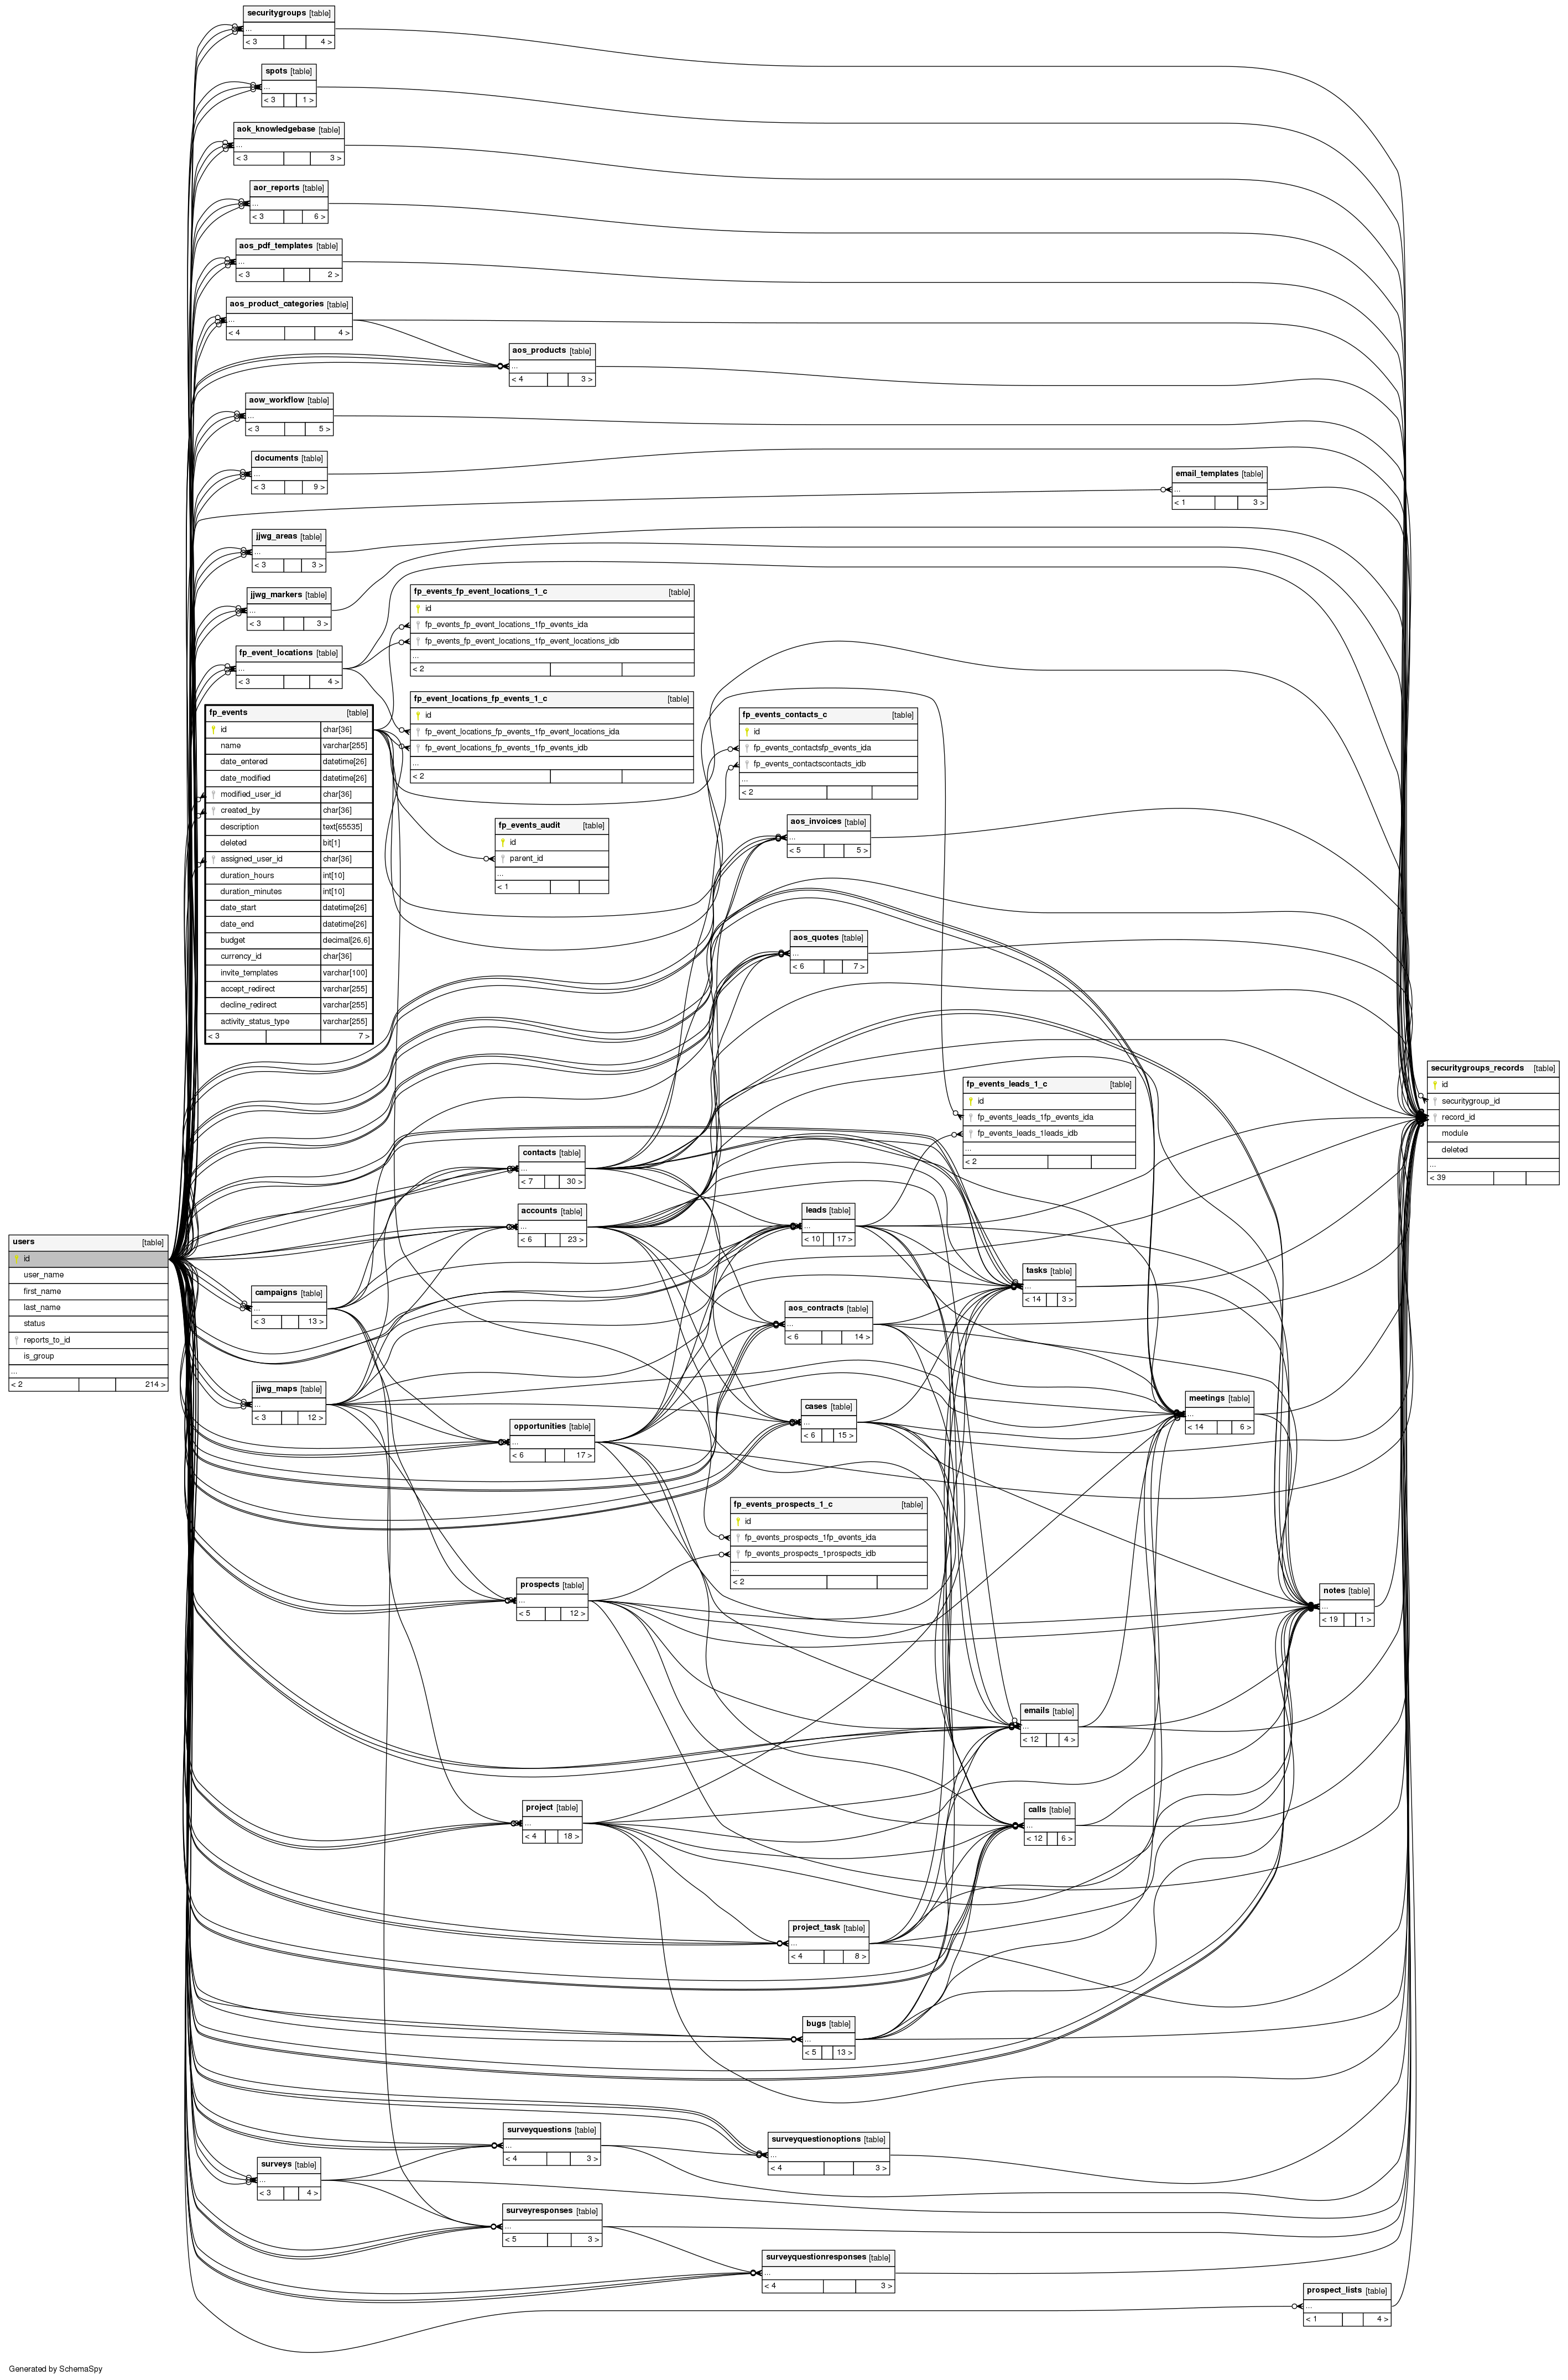 securitygroups [table]
...
< 3 4 >
spots [table]
...
< 3 1 >
aok_knowledgebase [table]
...
< 3 3 >
aor_reports [table]
...
< 3 6 >
aos_pdf_templates [table]
...
< 3 2 >
aos_product_categories [table]
...
< 4 4 >
aos_products [table]
...
< 4 3 >
aow_workflow [table]
...
< 3 5 >
documents [table]
...
< 3 9 >
email_templates [table]
...
< 1 3 >
jjwg_areas [table]
...
< 3 3 >
jjwg_markers [table]
...
< 3 3 >
fp_events_fp_event_locations_1_c [table]
id
fp_events_fp_event_locations_1fp_events_ida
fp_events_fp_event_locations_1fp_event_locations_idb
...
< 2
fp_event_locations [table]
...
< 3 4 >
fp_event_locations_fp_events_1_c [table]
id
fp_event_locations_fp_events_1fp_event_locations_ida
fp_event_locations_fp_events_1fp_events_idb
...
< 2
fp_events [table]
id char[36]
name varchar[255]
date_entered datetime[26]
date_modified datetime[26]
modified_user_id char[36]
created_by char[36]
description text[65535]
deleted bit[1]
assigned_user_id char[36]
duration_hours int[10]
duration_minutes int[10]
date_start datetime[26]
date_end datetime[26]
budget decimal[26,6]
currency_id char[36]
invite_templates varchar[100]
accept_redirect varchar[255]
decline_redirect varchar[255]
activity_status_type varchar[255]
< 3 7 >
fp_events_contacts_c [table]
id
fp_events_contactsfp_events_ida
fp_events_contactscontacts_idb
...
< 2
fp_events_audit [table]
id
parent_id
...
< 1
aos_invoices [table]
...
< 5 5 >
aos_quotes [table]
...
< 6 7 >
securitygroups_records [table]
id
securitygroup_id
record_id
module
deleted
...
< 39
fp_events_leads_1_c [table]
id
fp_events_leads_1fp_events_ida
fp_events_leads_1leads_idb
...
< 2
contacts [table]
...
< 7 30 >
accounts [table]
...
< 6 23 >
leads [table]
...
< 10 17 >
users [table]
id
user_name
first_name
last_name
status
reports_to_id
is_group
...
< 2 214 >
tasks [table]
...
< 14 3 >
campaigns [table]
...
< 3 13 >
aos_contracts [table]
...
< 6 14 >
jjwg_maps [table]
...
< 3 12 >
meetings [table]
...
< 14 6 >
cases [table]
...
< 6 15 >
opportunities [table]
...
< 6 17 >
fp_events_prospects_1_c [table]
id
fp_events_prospects_1fp_events_ida
fp_events_prospects_1prospects_idb
...
< 2
prospects [table]
...
< 5 12 >
notes [table]
...
< 19 1 >
emails [table]
...
< 12 4 >
project [table]
...
< 4 18 >
calls [table]
...
< 12 6 >
project_task [table]
...
< 4 8 >
bugs [table]
...
< 5 13 >
surveyquestions [table]
...
< 4 3 >
surveyquestionoptions [table]
...
< 4 3 >
surveys [table]
...
< 3 4 >
surveyresponses [table]
...
< 5 3 >
surveyquestionresponses [table]
...
< 4 3 >
prospect_lists [table]
...
< 1 4 >
Generated by SchemaSpy